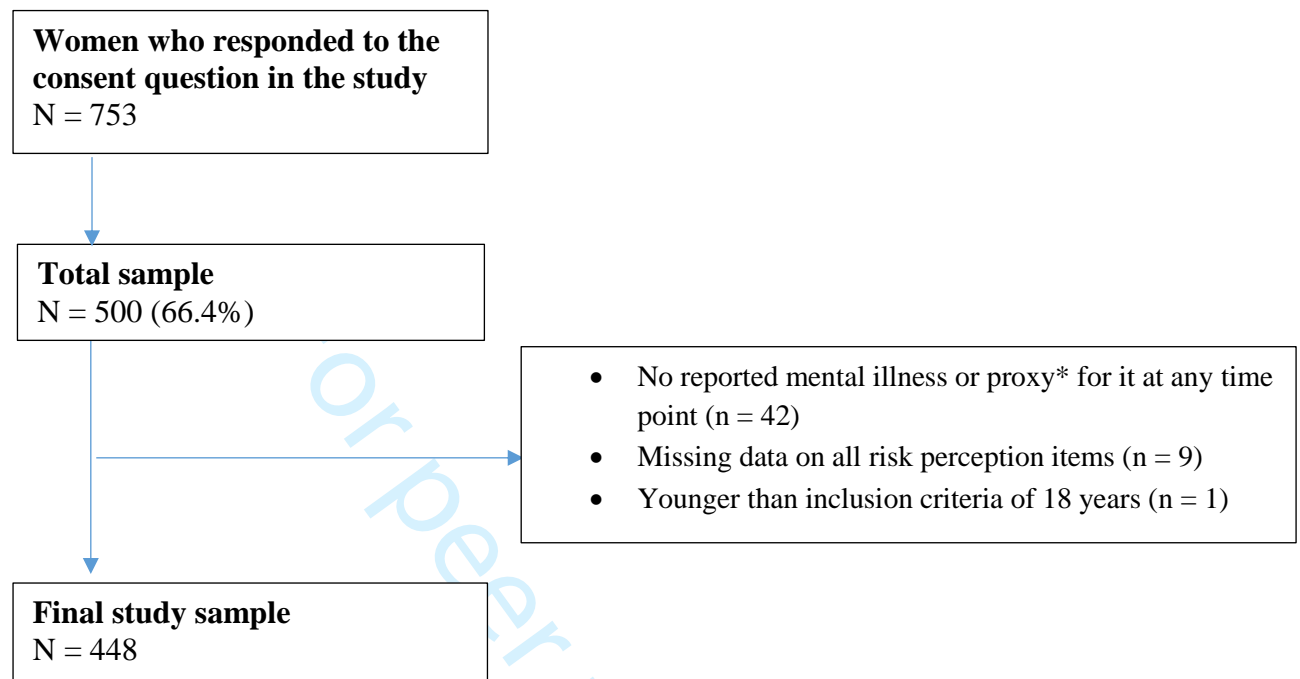 Women who responded to the
consent question in the study
N = 753
Total sample
N = 500 (66.4%)
• No reported mental illness or proxy* for it at any time
point (n = 42)
• Missing data on all risk perception items (n = 9)
• Younger than inclusion criteria of 18 years (n = 1)
Final study sample
N = 448
or peer